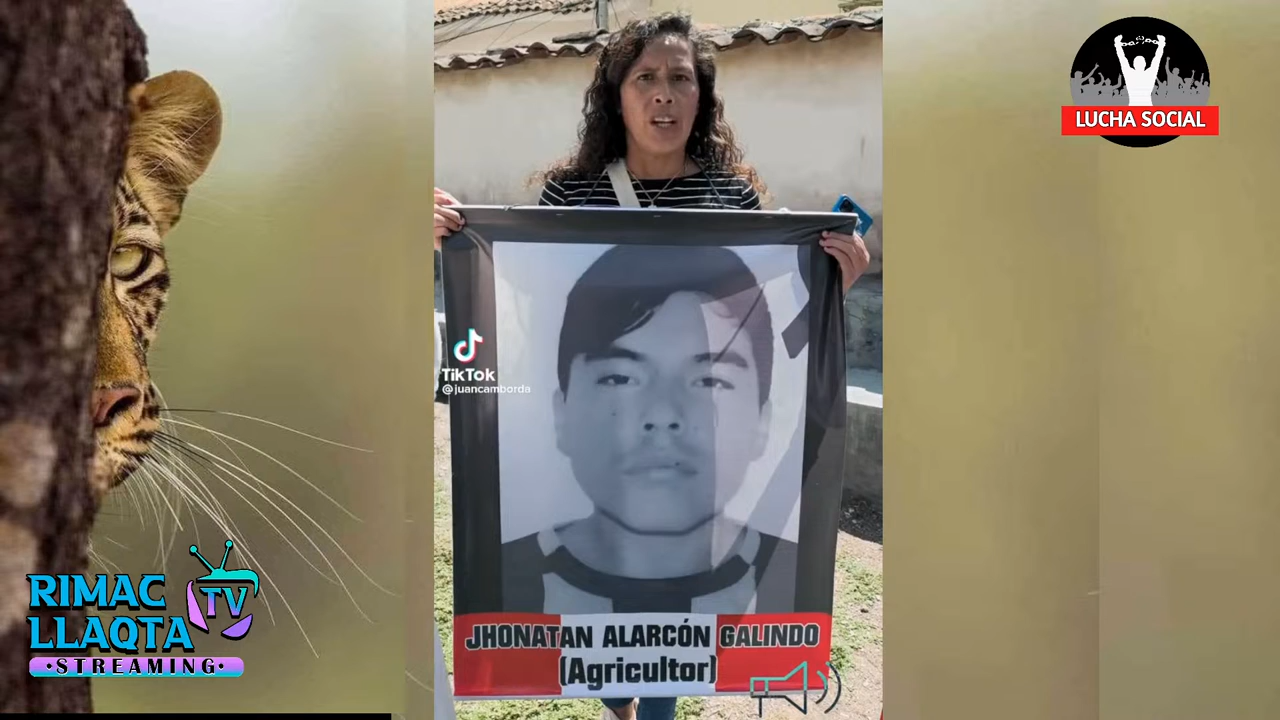 LUCHA SOCIAL
TikTok
@juancamborda
JHONATAN ALARCÓN GALINDO
(Agricultor)
RIMAC
LLAQTA
TV
•STREAMING•